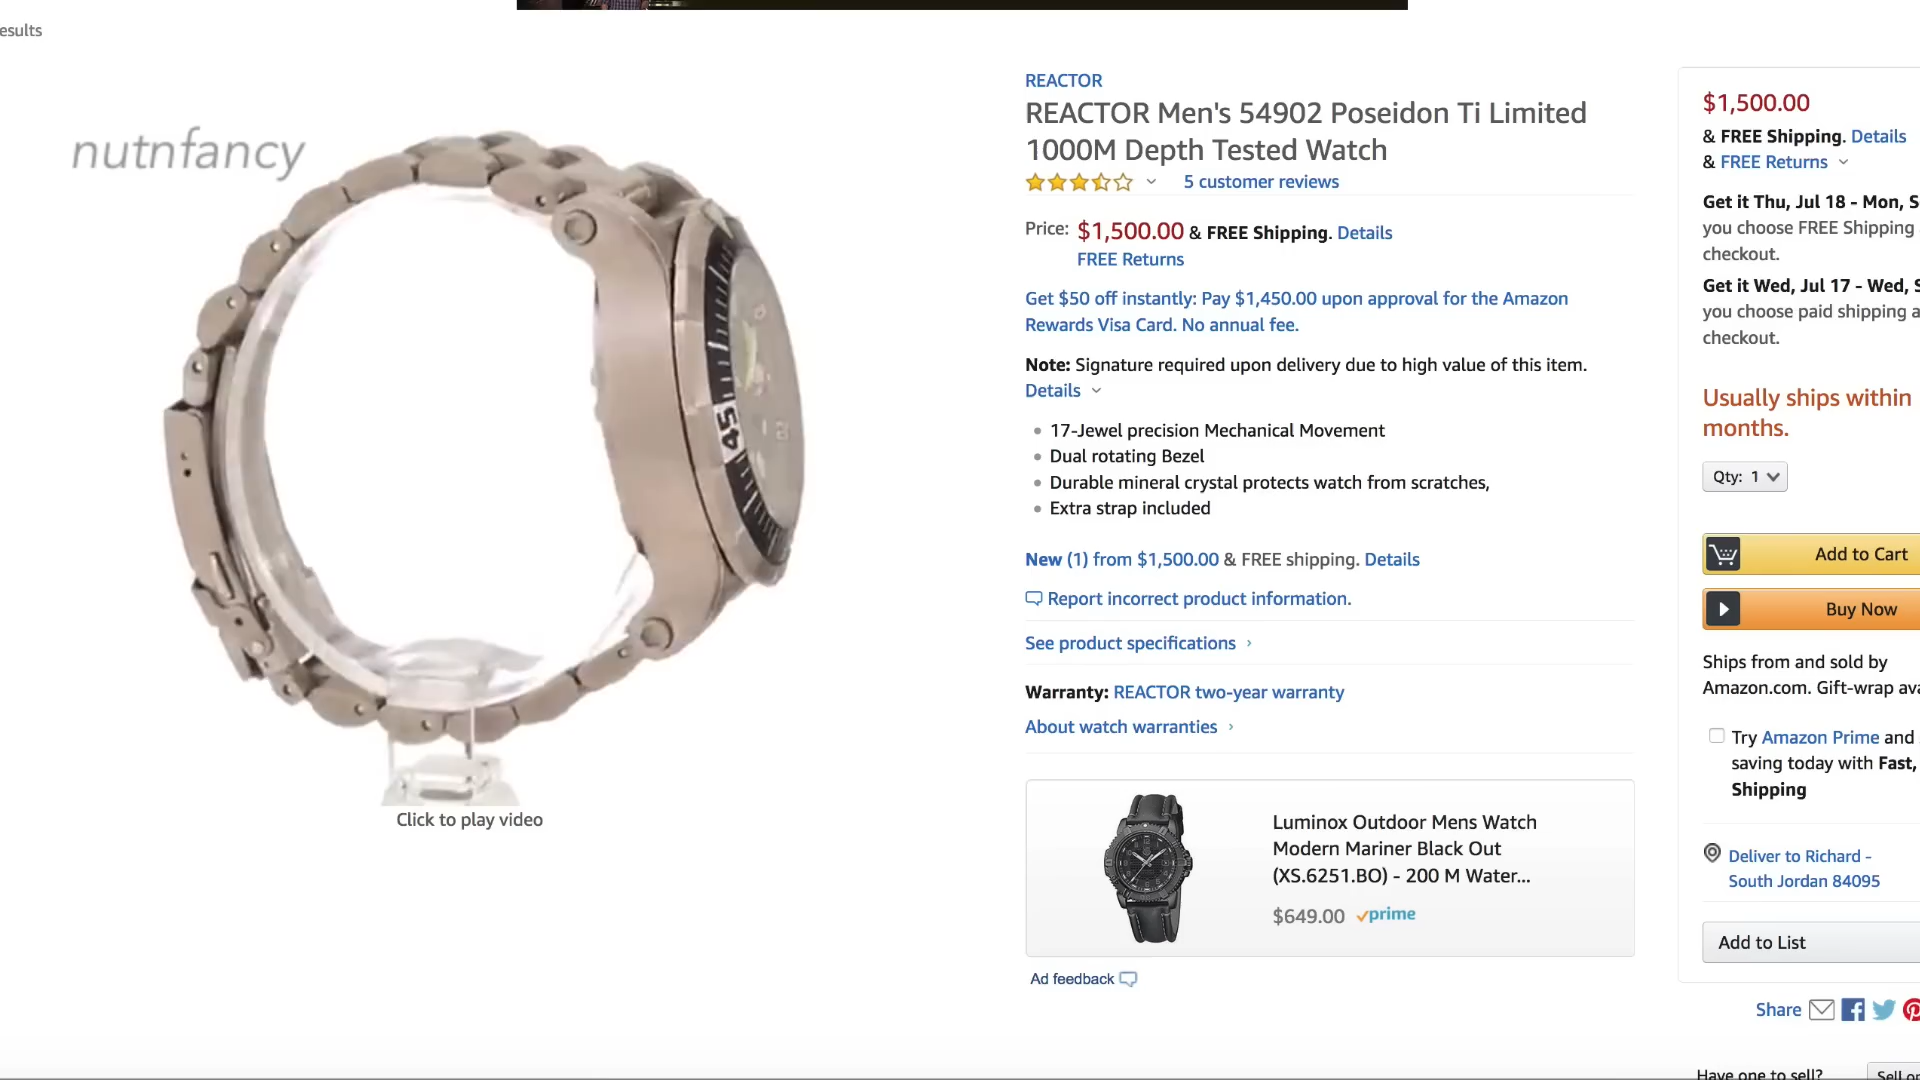 esults
nutnfancy
45
Click to play video
REACTOR
REACTOR Men's 54902 Poseidon Ti Limited
1000M Depth Tested Watch
5 customer reviews
Price: $1,500.00 & FREE Shipping. Details
FREE Returns
Get $50 off instantly: Pay $1,450.00 upon approval for the Amazon
Rewards Visa Card. No annual fee.
Note: Signature required upon delivery due to high value of this item.
Details
17-Jewel precision Mechanical Movement
Dual rotating Bezel
Durable mineral crystal protects watch from scratches,
Extra strap included
New (1) from $1,500.00 & FREE shipping. Details
Report incorrect product information.
See product specifications ›
Warranty: REACTOR two-year warranty
About watch warranties ›
Luminox Outdoor Mens Watch
Modern Mariner Black Out
(XS.6251.BO) - 200 M Water...
$649.00 prime
Ad feedback
$1,500.00
& FREE Shipping. Details
& FREE Returns
Get it Thu, Jul 18 - Mon, S
you choose FREE Shipping
checkout.
Get it Wed, Jul 17 - Wed, S
you choose paid shipping a
checkout.
Usually ships within
months.
Qty: 1
Add to Cart
Buy Now
Ships from and sold by
Amazon.com. Gift-wrap ava
Try Amazon Prime and
saving today with Fast,
Shipping
Deliver to Richard -
South Jordan 84095
Add to List
Share
Have one to sell?
Sell o